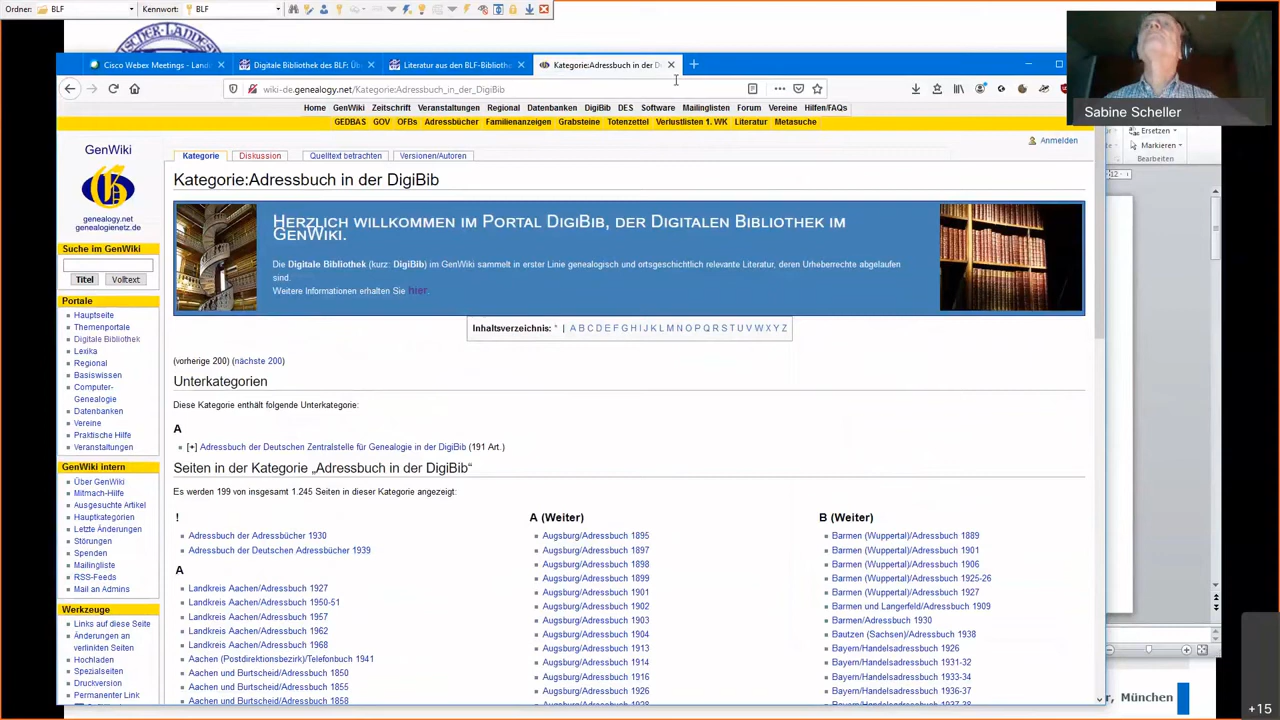 Ordner: BLF Kennwort: BLF
Cisco Webex Meetings - Land
Digitale Bibliothek des BLF: Üb
Literatur aus den BLF-Biblioth
Kategorie:Adressbuch in der D
wiki-de.genealogy.net/Kategorie:Adressbuch_in_der_DigiBib
Sabine Scheller
Home GenWiki Zeitschrift Veranstaltungen Regional Datenbanken DigiBib DES Software Mailinglisten Forum Vereine Hilfen/FAQs
GEDBAS GOV OFBs Adressbücher Familienanzeigen Grabsteine Totenzettel Verlustlisten 1. WK Literatur Metasuche
Ersetzen
Markieren
Bearbeiten
Anmelden
GenWiki
genealogy.net
genealogienetz.de
Suche im GenWiki
Titel Volltext
Portale
Hauptseite
Themenportale
Digitale Bibliothek
Lexika
Regional
Basiswissen
Computer-
Genealogie
Datenbanken
Vereine
Praktische Hilfe
Veranstaltungen
GenWiki intern
Über GenWiki
Mitmach-Hilfe
Ausgesuchte Artikel
Hauptkategorien
Letzte Änderungen
Störungen
Spenden
Mailingliste
RSS-Feeds
Mail an Admins
Werkzeuge
Links auf diese Seite
Änderungen an
verlinkten Seiten
Hochladen
Spezialseiten
Druckversion
Permanenter Link
Kategorie Diskussion Quelltext betrachten Versionen/Autoren
Kategorie:Adressbuch in der DigiBib
Herzlich willkommen im Portal DigiBib, der Digitalen Bibliothek im
GenWiki.
Die Digitale Bibliothek (kurz: DigiBib) im GenWiki sammelt in erster Linie genealogisch und ortsgeschichtlich relevante Literatur, deren Urheberrechte abgelaufen
sind.
Weitere Informationen erhalten Sie hier.
Inhaltsverzeichnis: * | A B C D E F G H I J K L M N O P Q R S T U V W X Y Z
(vorherige 200) (nächste 200)
Unterkategorien
Diese Kategorie enthält folgende Unterkategorie:
A
[+] Adressbuch der Deutschen Zentralstelle für Genealogie in der DigiBib (191 Art.)
Seiten in der Kategorie „Adressbuch in der DigiBib“
Es werden 199 von insgesamt 1.245 Seiten in dieser Kategorie angezeigt:
!
Adressbuch der Adressbücher 1930
Adressbuch der Deutschen Adressbücher 1939
A
Landkreis Aachen/Adressbuch 1927
Landkreis Aachen/Adressbuch 1950-51
Landkreis Aachen/Adressbuch 1957
Landkreis Aachen/Adressbuch 1962
Landkreis Aachen/Adressbuch 1968
Aachen (Postdirektionsbezirk)/Telefonbuch 1941
Aachen und Burtscheid/Adressbuch 1850
Aachen und Burtscheid/Adressbuch 1855
Aachen und Burtscheid/Adressbuch 1858
A (Weiter)
Augsburg/Adressbuch 1895
Augsburg/Adressbuch 1897
Augsburg/Adressbuch 1898
Augsburg/Adressbuch 1899
Augsburg/Adressbuch 1901
Augsburg/Adressbuch 1902
Augsburg/Adressbuch 1903
Augsburg/Adressbuch 1904
Augsburg/Adressbuch 1913
Augsburg/Adressbuch 1914
Augsburg/Adressbuch 1916
Augsburg/Adressbuch 1926
B (Weiter)
Barmen (Wuppertal)/Adressbuch 1889
Barmen (Wuppertal)/Adressbuch 1901
Barmen (Wuppertal)/Adressbuch 1906
Barmen (Wuppertal)/Adressbuch 1925-26
Barmen (Wuppertal)/Adressbuch 1927
Barmen und Langerfeld/Adressbuch 1909
Barmen/Adressbuch 1930
Bautzen (Sachsen)/Adressbuch 1938
Bayern/Handelsadressbuch 1926
Bayern/Handelsadressbuch 1931-32
Bayern/Handelsadressbuch 1933-34
Bayern/Handelsadressbuch 1936-37
München
+15